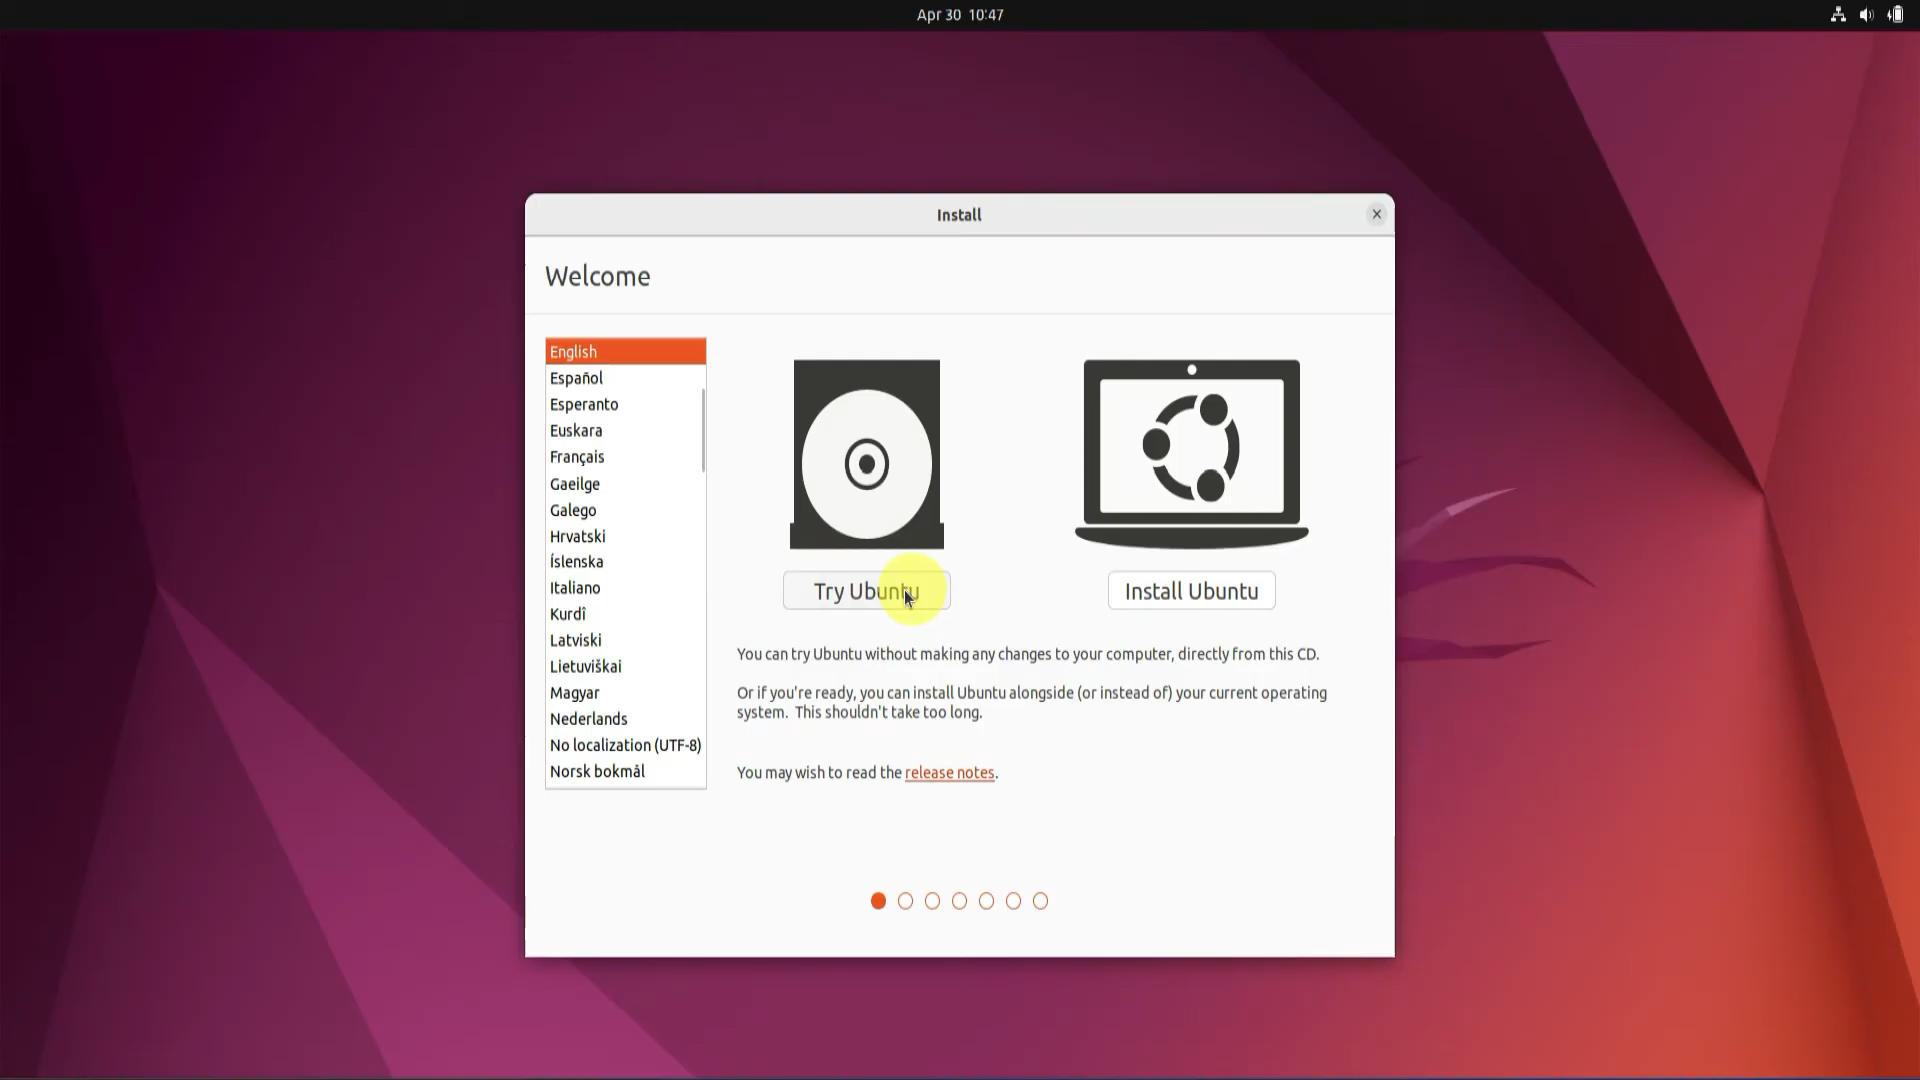 Apr 30 10:47
Install
Welcome
English
Español
Esperanto
Euskara
Français
Gaeilge
Galego
Hrvatski
Íslenska
Italiano
Kurdî
Latviski
Lietuviškai
Magyar
Nederlands
No localization (UTF-8)
Norsk bokmål
Try Ubuntu
Install Ubuntu
You can try Ubuntu without making any changes to your computer, directly from this CD.
Or if you're ready, you can install Ubuntu alongside (or instead of) your current operating
system. This shouldn't take too long.
You may wish to read the release notes.